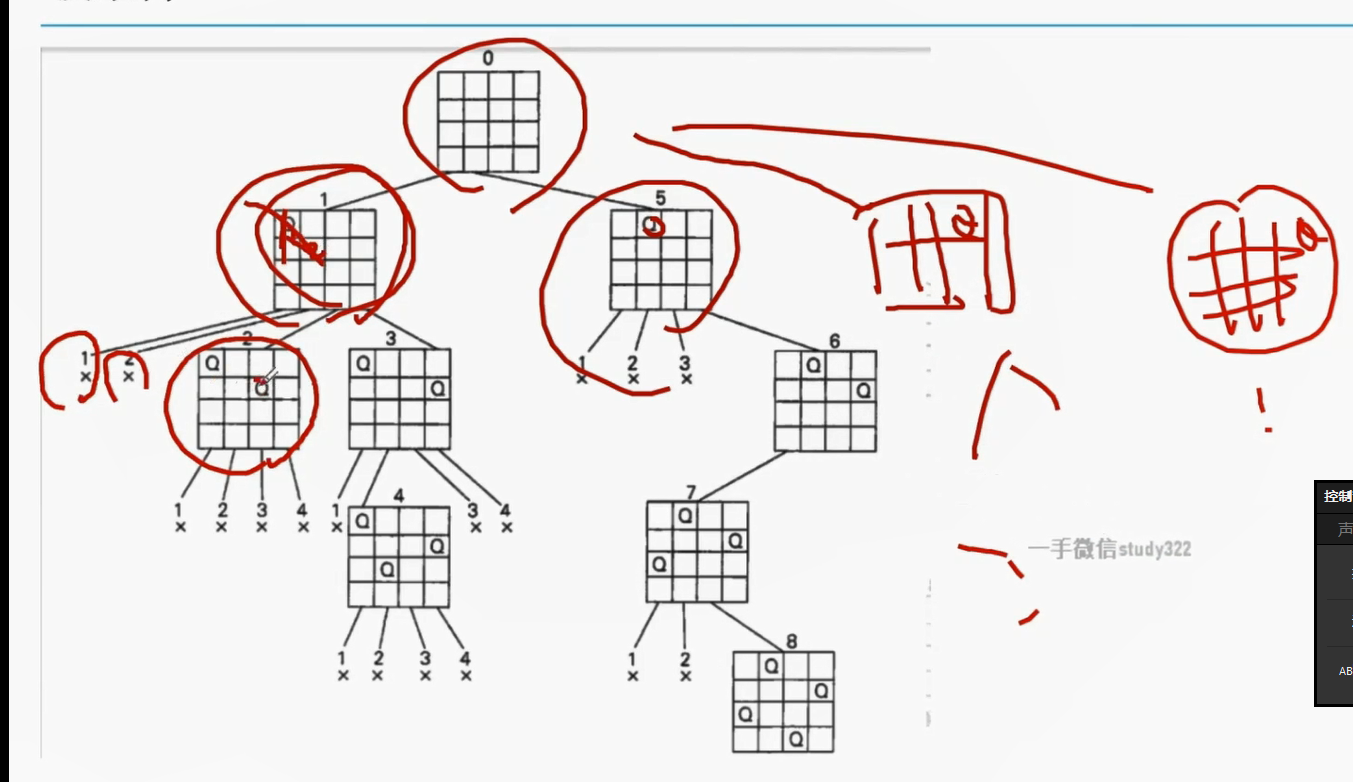 0
1
5
Q
Q
Q
1 2
× ×
2
3
6
Q
Q
Q
Q
Q
Q
1 2 3
× × ×
1 2 3 4
× × × ×
1
×
3 4
× ×
4
7
Q
Q
Q
Q
Q
Q
一手微信study322
1 2 3 4
× × × ×
1 2
× ×
8
Q
Q
Q
Q
控制
声
AB